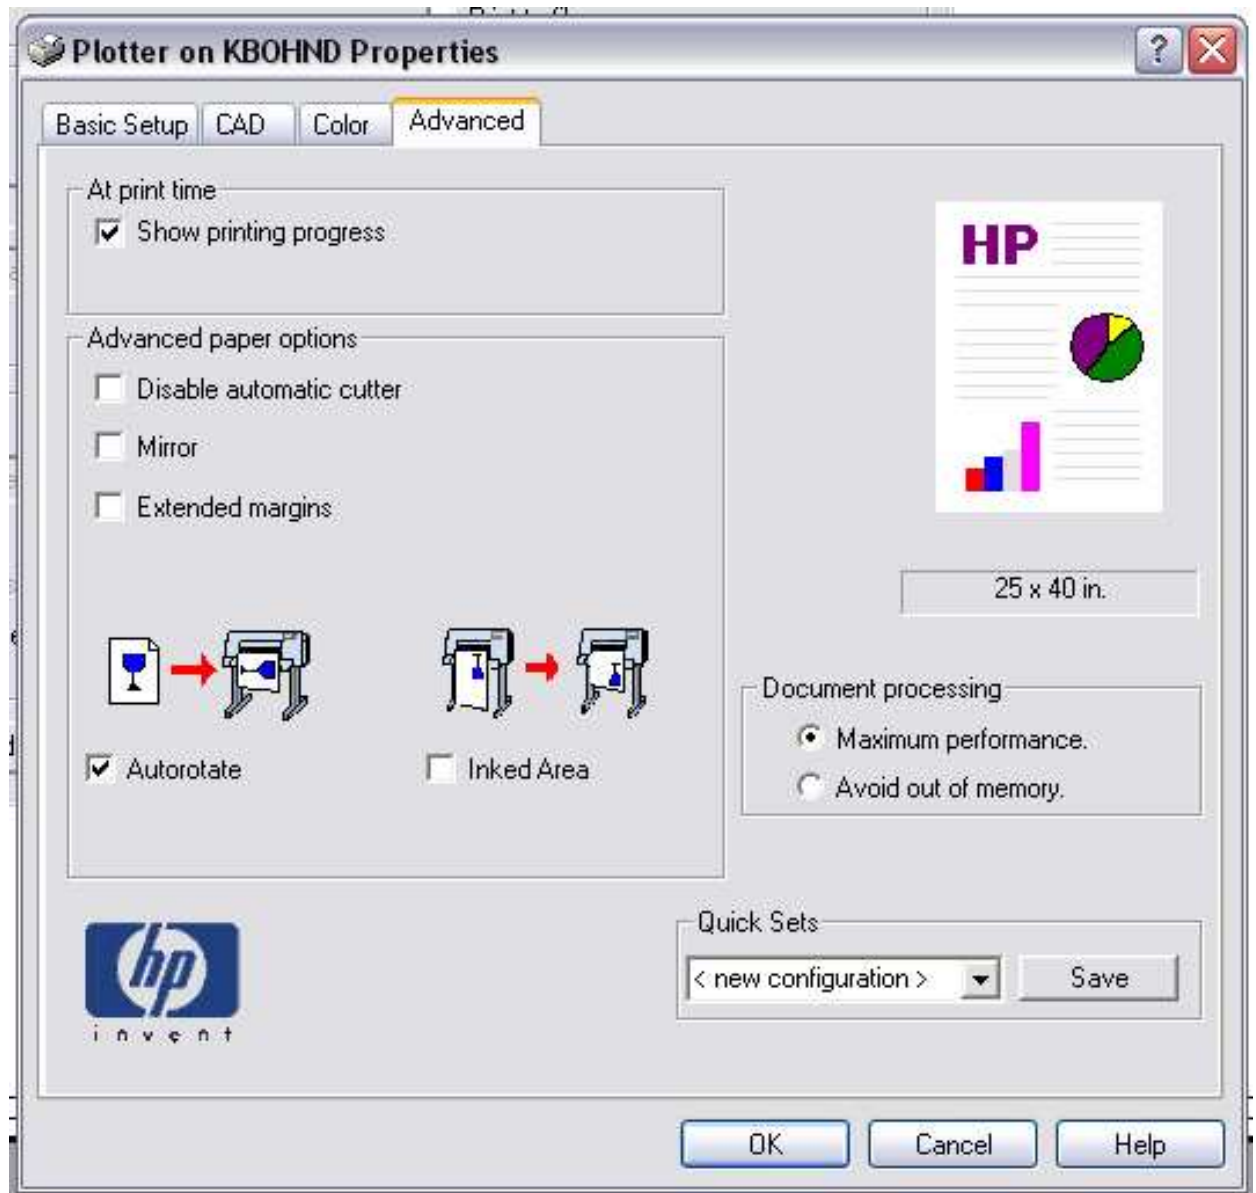 Plotter on KBOHND Properties
?
Basic Setup
CAD
Color
Advanced
At print time
Show printing progress
HP
Advanced paper options
Disable automatic cutter
Mirror
Extended margins
25 x 40 in.
Document processing
Maximum performance.
Avoid out of memory.
Autorotate
Inked Area
Quick Sets
< new configuration >
Save
hp
invent
OK
Cancel
Help